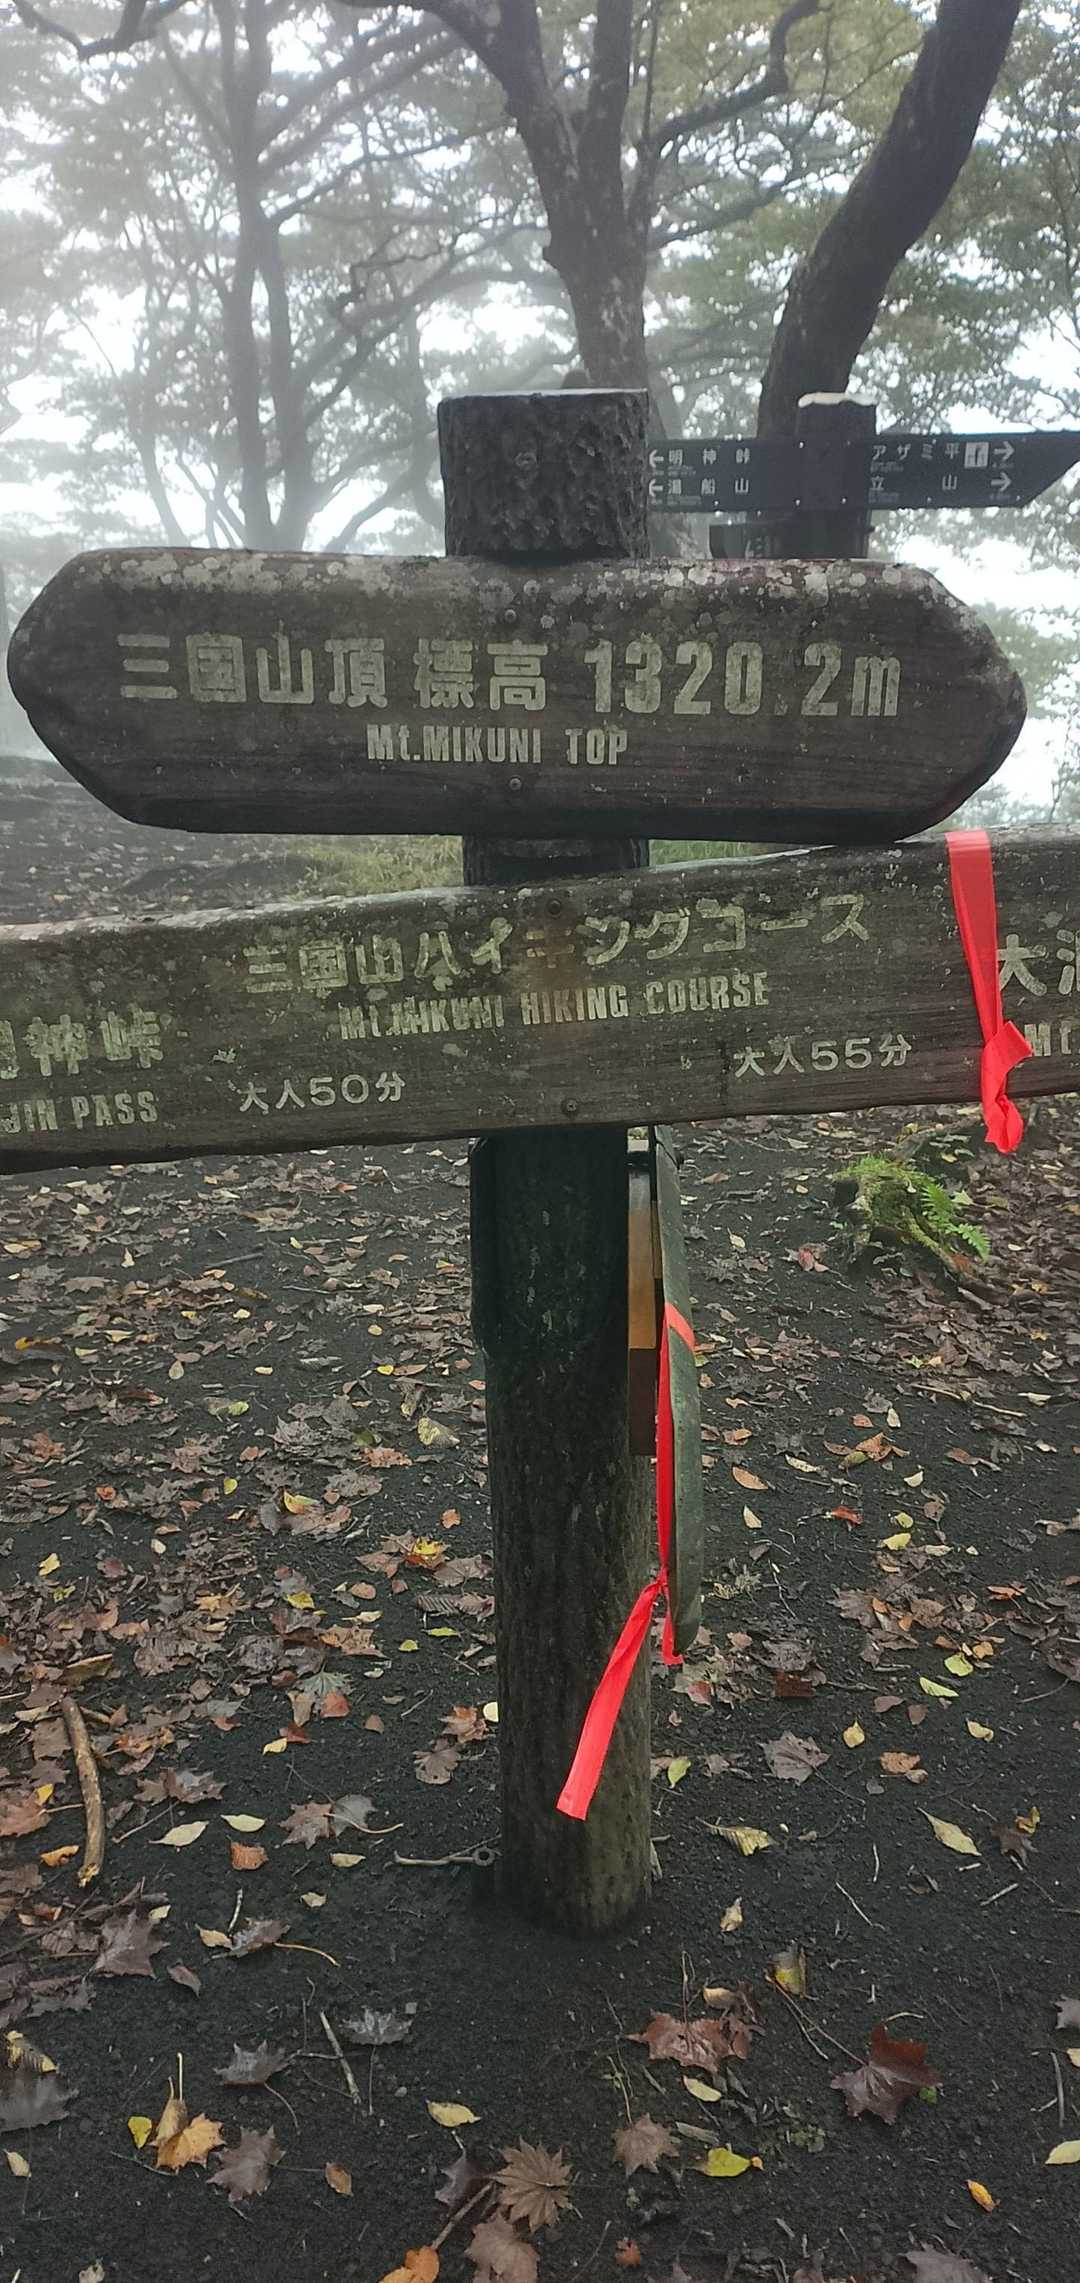 ←明神峠
アザミ平→
←湯船山
立山→
三国山頂 標高 1320.2m
Mt.MIKUNI TOP
三国山ハイキングコース
Mt.MIKUNI HIKING COURSE
神峠
JIN PASS
大人50分
大人55分
大
Mt.